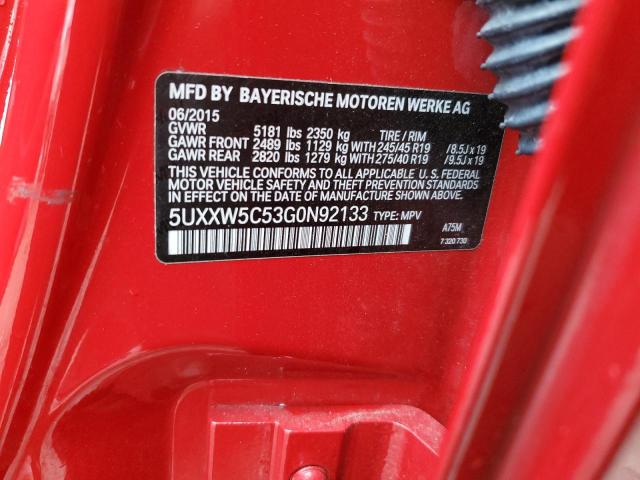 MFD BY BAYERISCHE MOTOREN WERKE AG
06/2015
GVWR 5181 lbs 2350 kg TIRE / RIM
GAWR FRONT 2489 lbs 1129 kg WITH 245/45 R19 /8.5J x 19
GAWR REAR 2820 lbs 1279 kg WITH 275/40 R19 /9.5J x 19
THIS VEHICLE CONFORMS TO ALL APPLICABLE U. S. FEDERAL
MOTOR VEHICLE SAFETY STANDARDS IN EFFECT ON THE
DATE OF MANUFACTURE SHOWN ABOVE.
5UXXW5C53G0N92133 TYPE: MPV A75M
7 320 730